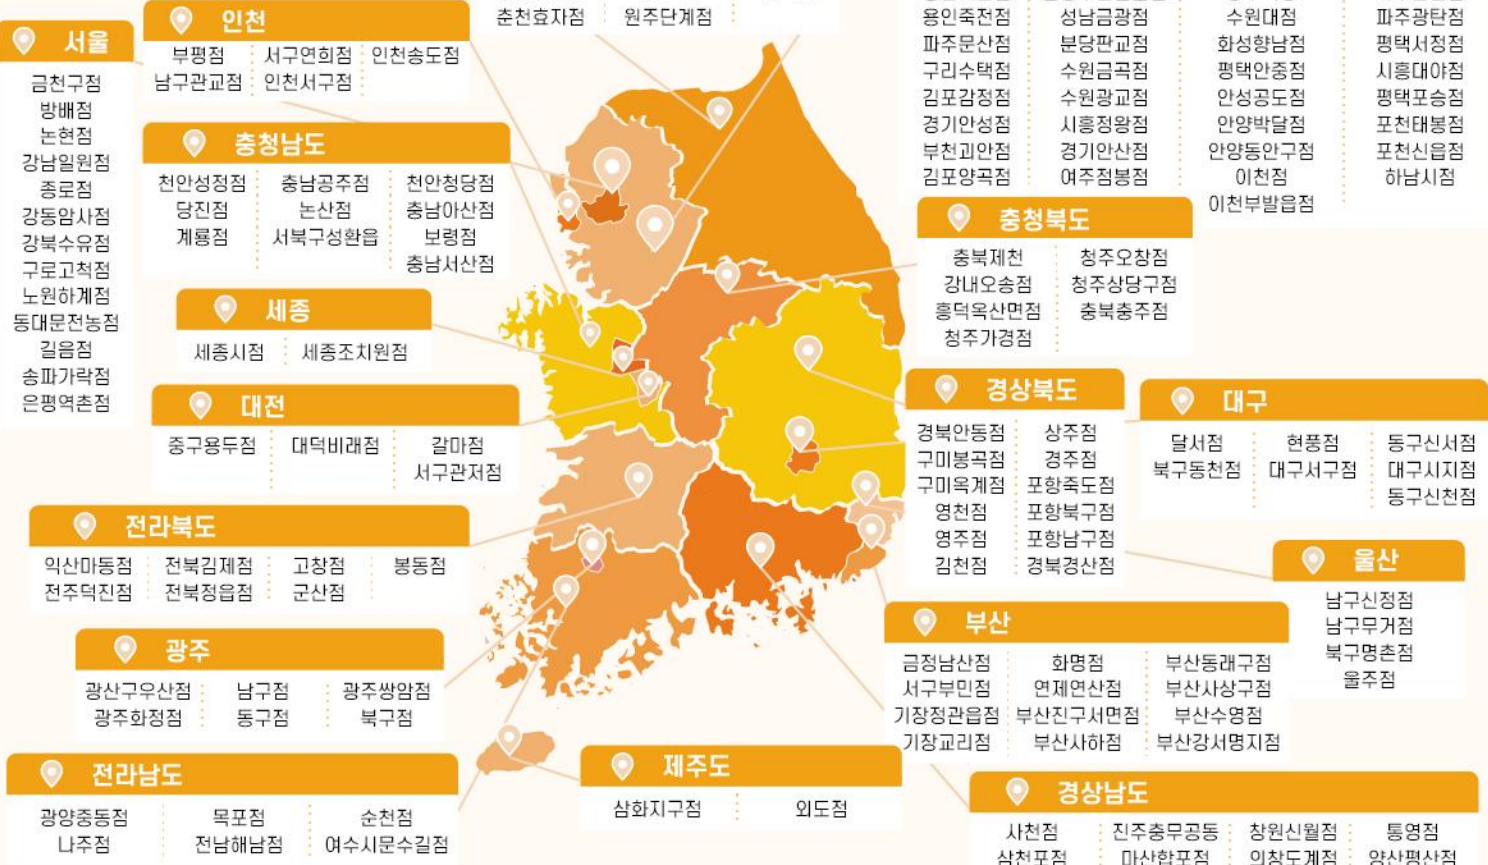 춘천효자점 원주단계점
인천
부평점 서구연희점 인천송도점
남구관교점 인천서구점
서울
금천구점
방배점
논현점
강남일원점
종로점
강동암사점
강북수유점
구로고척점
노원하계점
동대문전농점
길음점
송파가락점
은평역촌점
용인죽전점 성남금광점 수원대점 파주광탄점
파주문산점 분당판교점 화성향남점 평택서정점
구리수택점 수원금곡점 평택안중점 시흥대야점
김포감정점 수원광교점 안성공도점 평택포승점
경기안성점 시흥정왕점 안양박달점 포천태봉점
부천괴안점 경기안산점 안양동안구점 포천신읍점
김포양곡점 여주점봉점 이천점 하남시점
이천부발읍점
충청남도
천안성정점 충남공주점 천안청당점
당진점 논산점 충남아산점
계룡점 서북구성환읍 보령점
충남서산점
충청북도
충북제천 청주오창점
강내오송점 청주상당구점
흥덕옥산면점 충북충주점
청주가경점
세종
세종시점 세종조치원점
대전
중구용두점 대덕비래점 갈마점
서구관저점
경상북도
경북안동점 상주점
구미봉곡점 경주점
구미옥계점 포항죽도점
영천점 포항북구점
영주점 포항남구점
김천점 경북경산점
대구
달서점 현풍점 동구신서점
북구동천점 대구서구점 대구시지점
동구신천점
전라북도
익산마동점 전북김제점 고창점 봉동점
전주덕진점 전북정읍점 군산점
울산
남구신정점
남구무거점
북구명촌점
울주점
광주
광산구우산점 남구점 광주쌍암점
광주화정점 동구점 북구점
부산
금정남산점 화명점 부산동래구점
서구부민점 연제연산점 부산사상구점
기장정관읍점 부산진구서면점 부산수영점
기장교리점 부산사하점 부산강서명지점
전라남도
광양중동점 목포점 순천점
나주점 전남해남점 여수시문수길점
제주도
삼화지구점 외도점
경상남도
사천점 진주충무공동 창원신월점 통영점
삼천포점 마산합포점 의창도계점 양산평산점